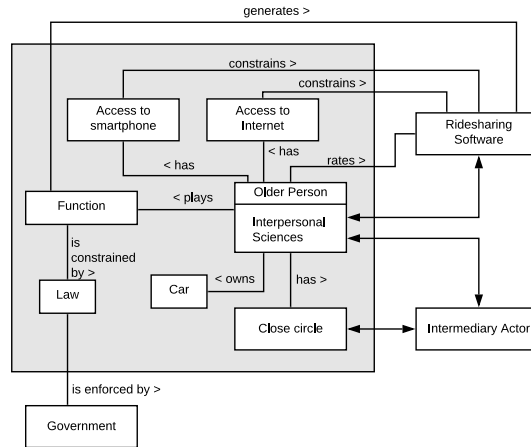 generates >
constrains >
constrains >
Access to
smartphone
Access to
Internet
Ridesharing
Software
< has
< has
rates >
Older Person
< plays
Function
Interpersonal
Sciences
is
constrained
by >
< owns
has >
Car
Law
Close circle
Intermediary Actor
is enforced by >
Government